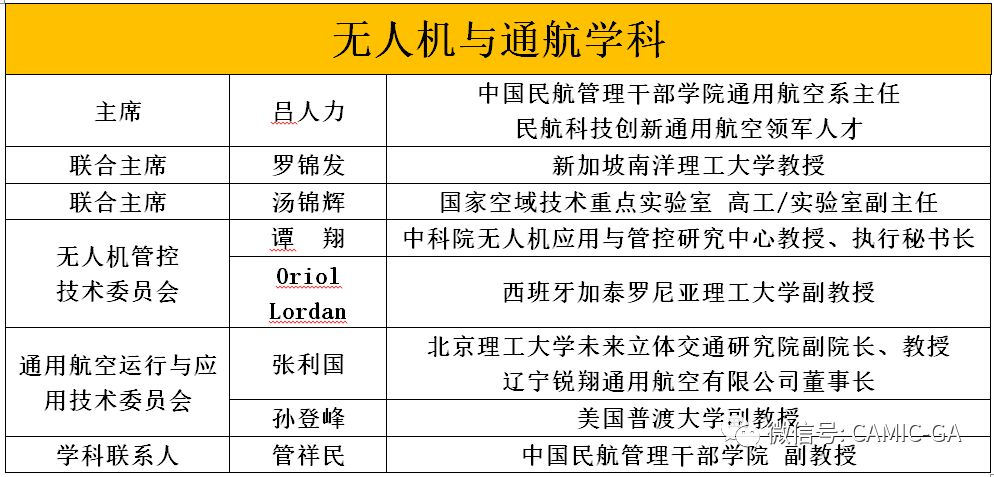 无人机与通航学科
主席
吕人力
中国民航管理干部学院通用航空系主任
民航科技创新通用航空领军人才
联合主席
罗锦发
新加坡南洋理工大学教授
联合主席
汤锦辉
国家空域技术重点实验室 高工/实验室副主任
无人机管控
技术委员会
谭 翔
中科院无人机应用与管控研究中心教授、执行秘书长
Oriol
Lordan
西班牙加泰罗尼亚理工大学副教授
通用航空运行与应
用技术委员会
张利国
北京理工大学未来立体交通研究院副院长、教授
辽宁锐翔通用航空有限公司董事长
孙登峰
美国普渡大学副教授
学科联系人
管祥民
中国民航管理干部学院 副教授
微信号: CAMIC-GA